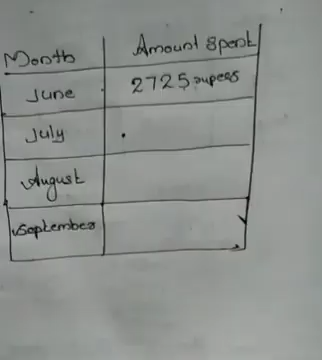 Month Amount Spent
June 2725 rupees
July
August
September